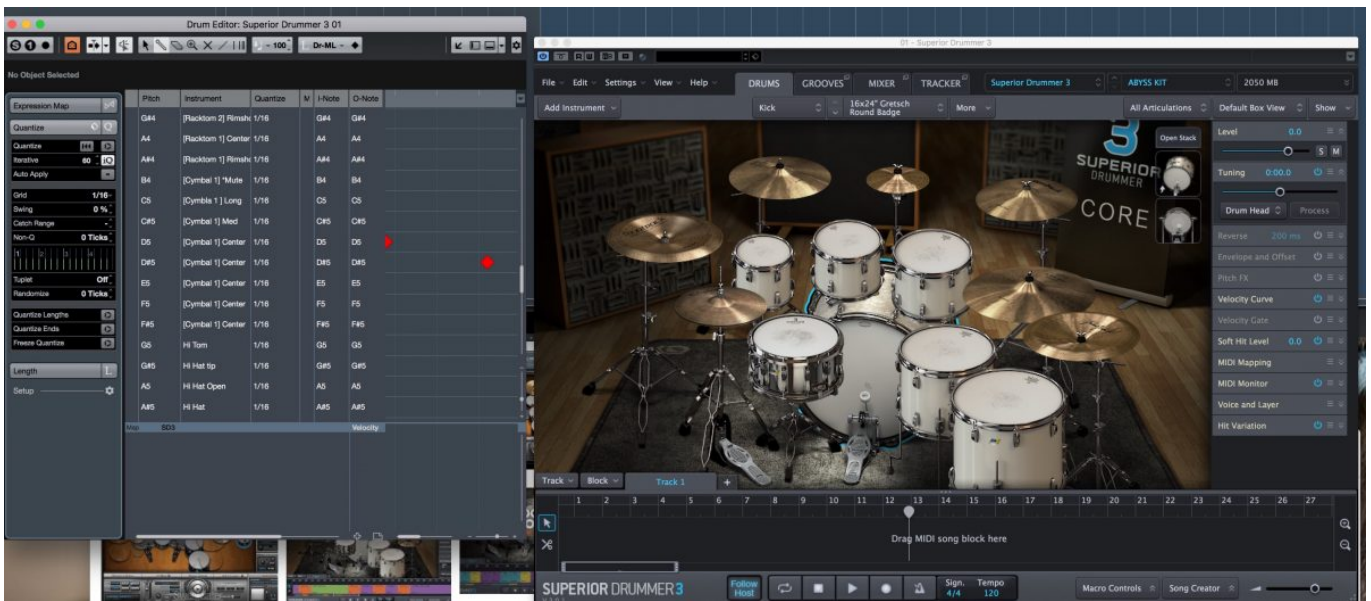 Drum Editor: Superior Drummer 3 01
100
Dr-ML
No Object Selected
Expression Map
Quantize
Quantize
Iterative 60 iQ
Auto Apply
Grid 1/16
Swing 0 %
Catch Range -
Non-Q 0 Ticks
1 2 3 4
Tuplet Off
Randomize 0 Ticks
Quantize Lengths
Quantize Ends
Freeze Quantize
Length L
Setup
Pitch Instrument Quantize M I-Note O-Note
G#4 [Racktom 2] Rimsho 1/16 G#4 G#4
A4 [Racktom 1] Center 1/16 A4 A4
A#4 [Racktom 1] Rimsho 1/16 A#4 A#4
B4 [Cymbal 1] *Mute 1/16 B4 B4
C5 [Cymble 1 ] Long 1/16 C5 C5
C#5 [Cymbal 1] Med 1/16 C#5 C#5
D5 [Cymbal 1] Center 1/16 D5 D5
D#5 [Cymbal 1] Center 1/16 D#5 D#5
E5 [Cymbal 1] Center 1/16 E5 E5
F5 [Cymbal 1] Center 1/16 F5 F5
F#5 [Cymbal 1] Center 1/16 F#5 F#5
G5 Hi Tom 1/16 G5 G5
G#5 Hi Hat tip 1/16 G#5 G#5
A5 Hi Hat Open 1/16 A5 A5
A#5 Hi Hat 1/16 A#5 A#5
Map SD3 Velocity
01 - Superior Drummer 3
File Edit Settings View Help DRUMS GROOVES MIXER TRACKER Superior Drummer 3 ABYSS KIT 2050 MB
Add Instrument Kick 16x24" Gretsch Round Badge More All Articulations Default Box View Show
3
SUPERIOR
DRUMMER
CORE
Open Stack
Level 0.0
S M
Tuning 0:00.0
Drum Head Process
Reverse 200 ms
Envelope and Offset
Pitch FX
Velocity Curve
Velocity Gate
Soft Hit Level 0.0
MIDI Mapping
MIDI Monitor
Voice and Layer
Hit Variation
Track Block Track 1 +
1 2 3 4 5 6 7 8 9 10 11 12 13 14 15 16 17 18 19 20 21 22 23 24 25 26 27
Drag MIDI song block here
SUPERIOR DRUMMER 3
Follow Host
Sign. 4/4
Tempo 120
Macro Controls Song Creator